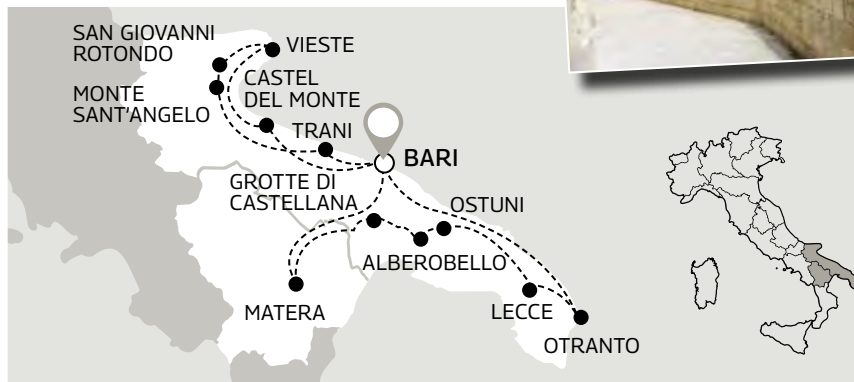 SAN GIOVANNI
ROTONDO
VIESTE
MONTE
SANT'ANGELO
CASTEL
DEL MONTE
TRANI
BARI
GROTTE DI
CASTELLANA
OSTUNI
ALBEROBELLO
MATERA
LECCE
OTRANTO